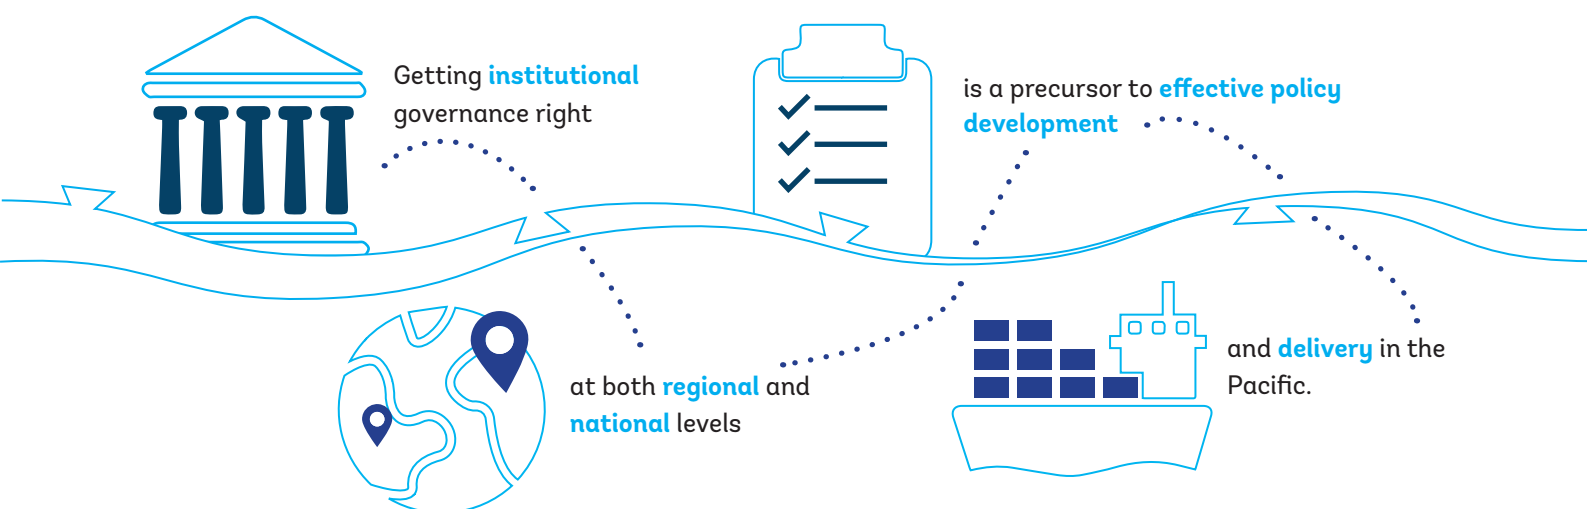 Getting institutional
governance right
at both regional and
national levels
is a precursor to effective policy
development
and delivery in the
Pacific.